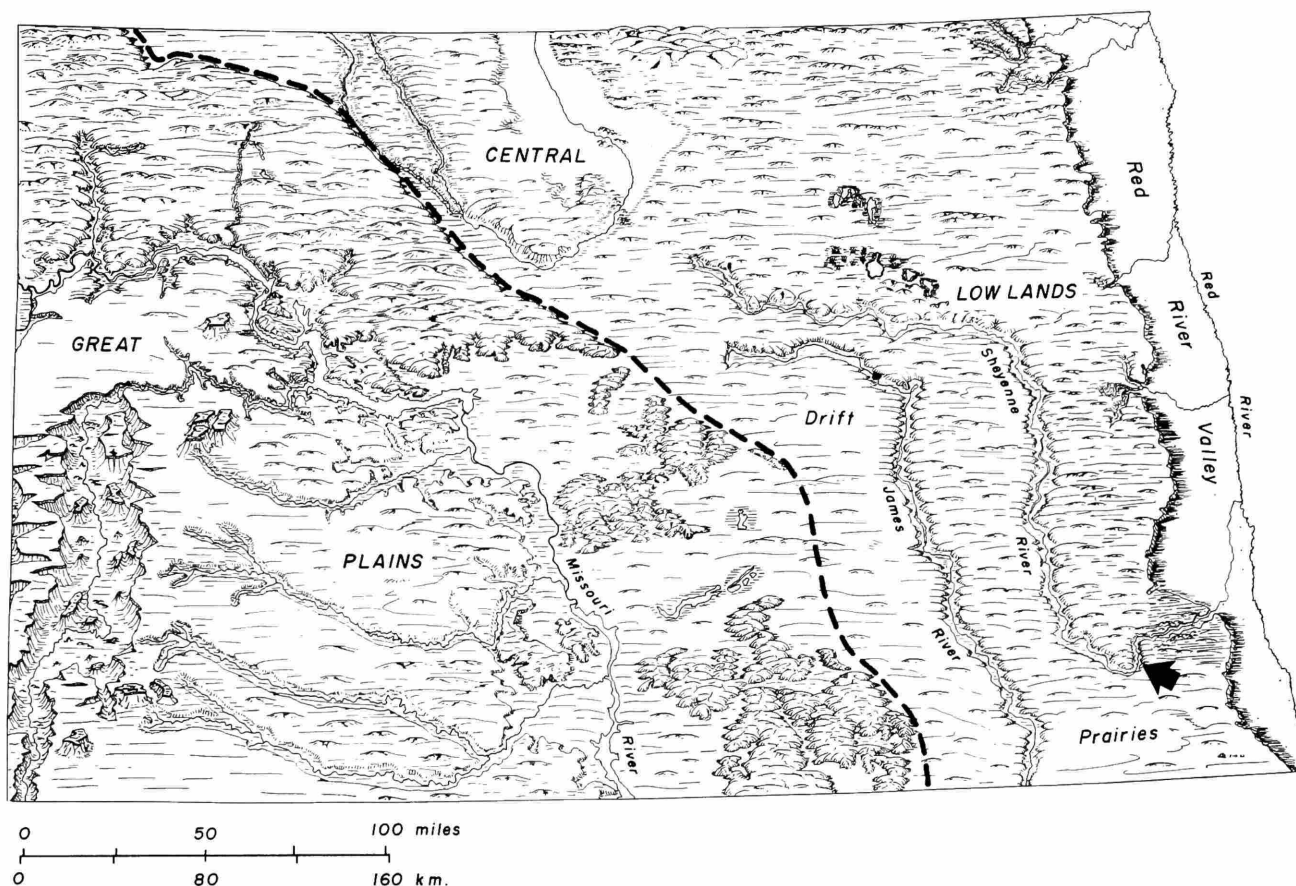 CENTRAL
Red
LOW LANDS
Red
River
GREAT
Sheyenne
River
Drift
Valley
James
PLAINS
Missouri
River
River
Prairies
River
0 50 100 miles
0 80 160 km.